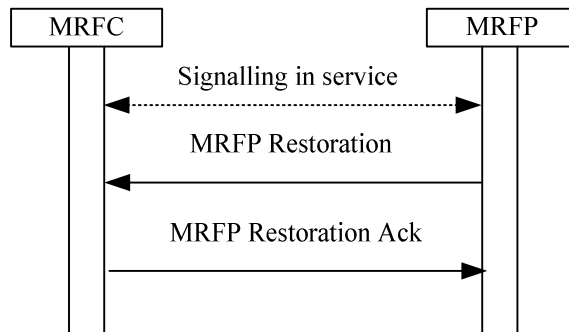 MRFC
MRFP
Signalling in service
MRFP Restoration
MRFP Restoration Ack